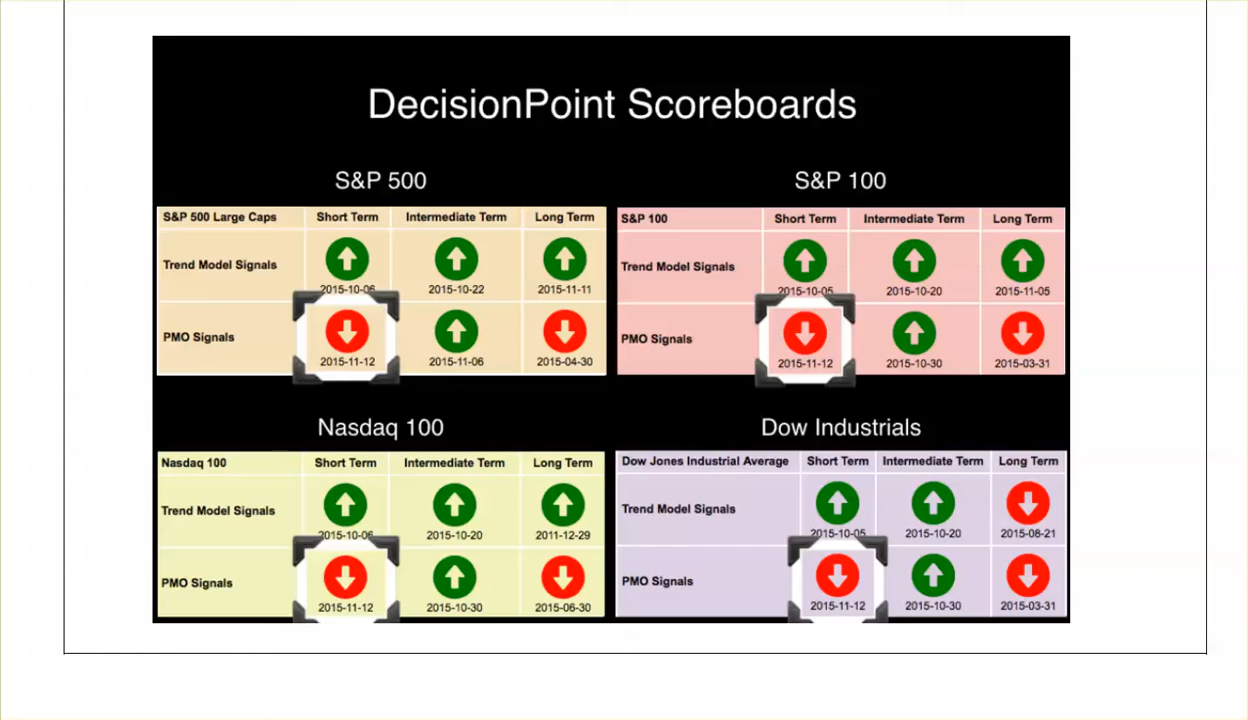 DecisionPoint Scoreboards
S&P 500
S&P 500 Large Caps Short Term Intermediate Term Long Term
Trend Model Signals
2015-10-06 2015-10-22 2015-11-11
PMO Signals
2015-11-12 2015-11-06 2015-04-30
S&P 100
S&P 100 Short Term Intermediate Term Long Term
Trend Model Signals
2015-10-05 2015-10-20 2015-11-05
PMO Signals
2015-11-12 2015-10-30 2015-03-31
Nasdaq 100
Nasdaq 100 Short Term Intermediate Term Long Term
Trend Model Signals
2015-10-06 2015-10-20 2011-12-29
PMO Signals
2015-11-12 2015-10-30 2015-06-30
Dow Industrials
Dow Jones Industrial Average Short Term Intermediate Term Long Term
Trend Model Signals
2015-10-05 2015-10-20 2015-08-21
PMO Signals
2015-11-12 2015-10-30 2015-03-31